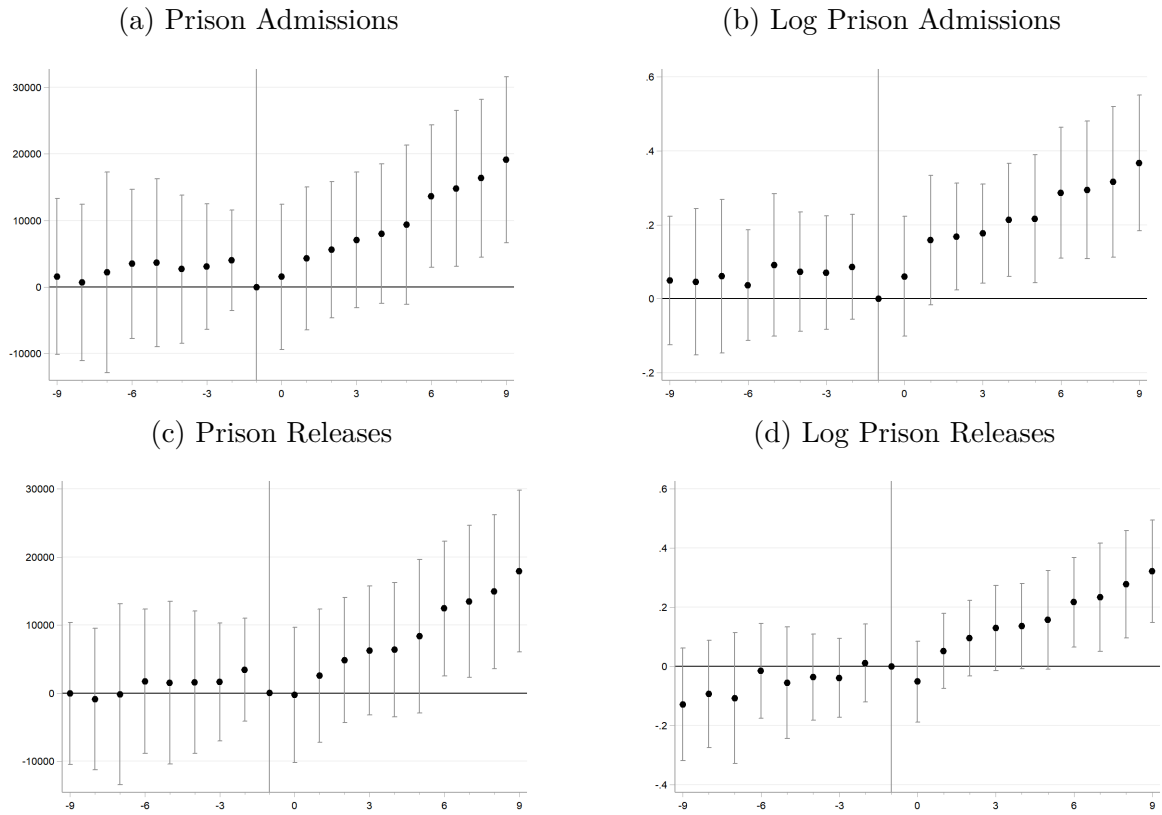 (a) Prison Admissions
(b) Log Prison Admissions
30000
20000
10000
0
-10000
-9 -6 -3 0 3 6 9
.6
.4
.2
0
-.2
-9 -6 -3 0 3 6 9
(c) Prison Releases
(d) Log Prison Releases
30000
20000
10000
0
-10000
-9 -6 -3 0 3 6 9
.6
.4
.2
0
-.2
-.4
-9 -6 -3 0 3 6 9